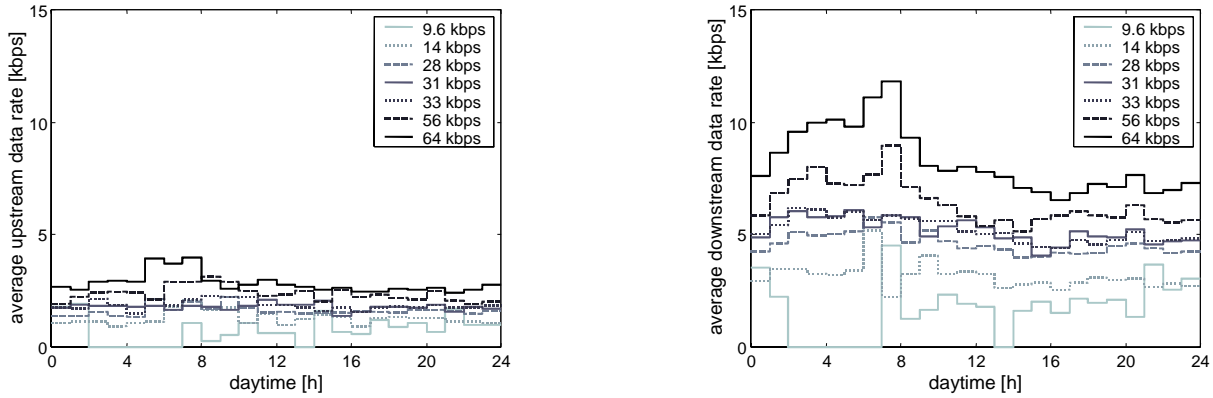 average upstream data rate [kbps]
15
10
5
0
0
4
8
12
16
20
24
daytime [h]
9.6 kbps
14 kbps
28 kbps
31 kbps
33 kbps
56 kbps
64 kbps
average downstream data rate [kbps]
15
10
5
0
0
4
8
12
16
20
24
daytime [h]
9.6 kbps
14 kbps
28 kbps
31 kbps
33 kbps
56 kbps
64 kbps